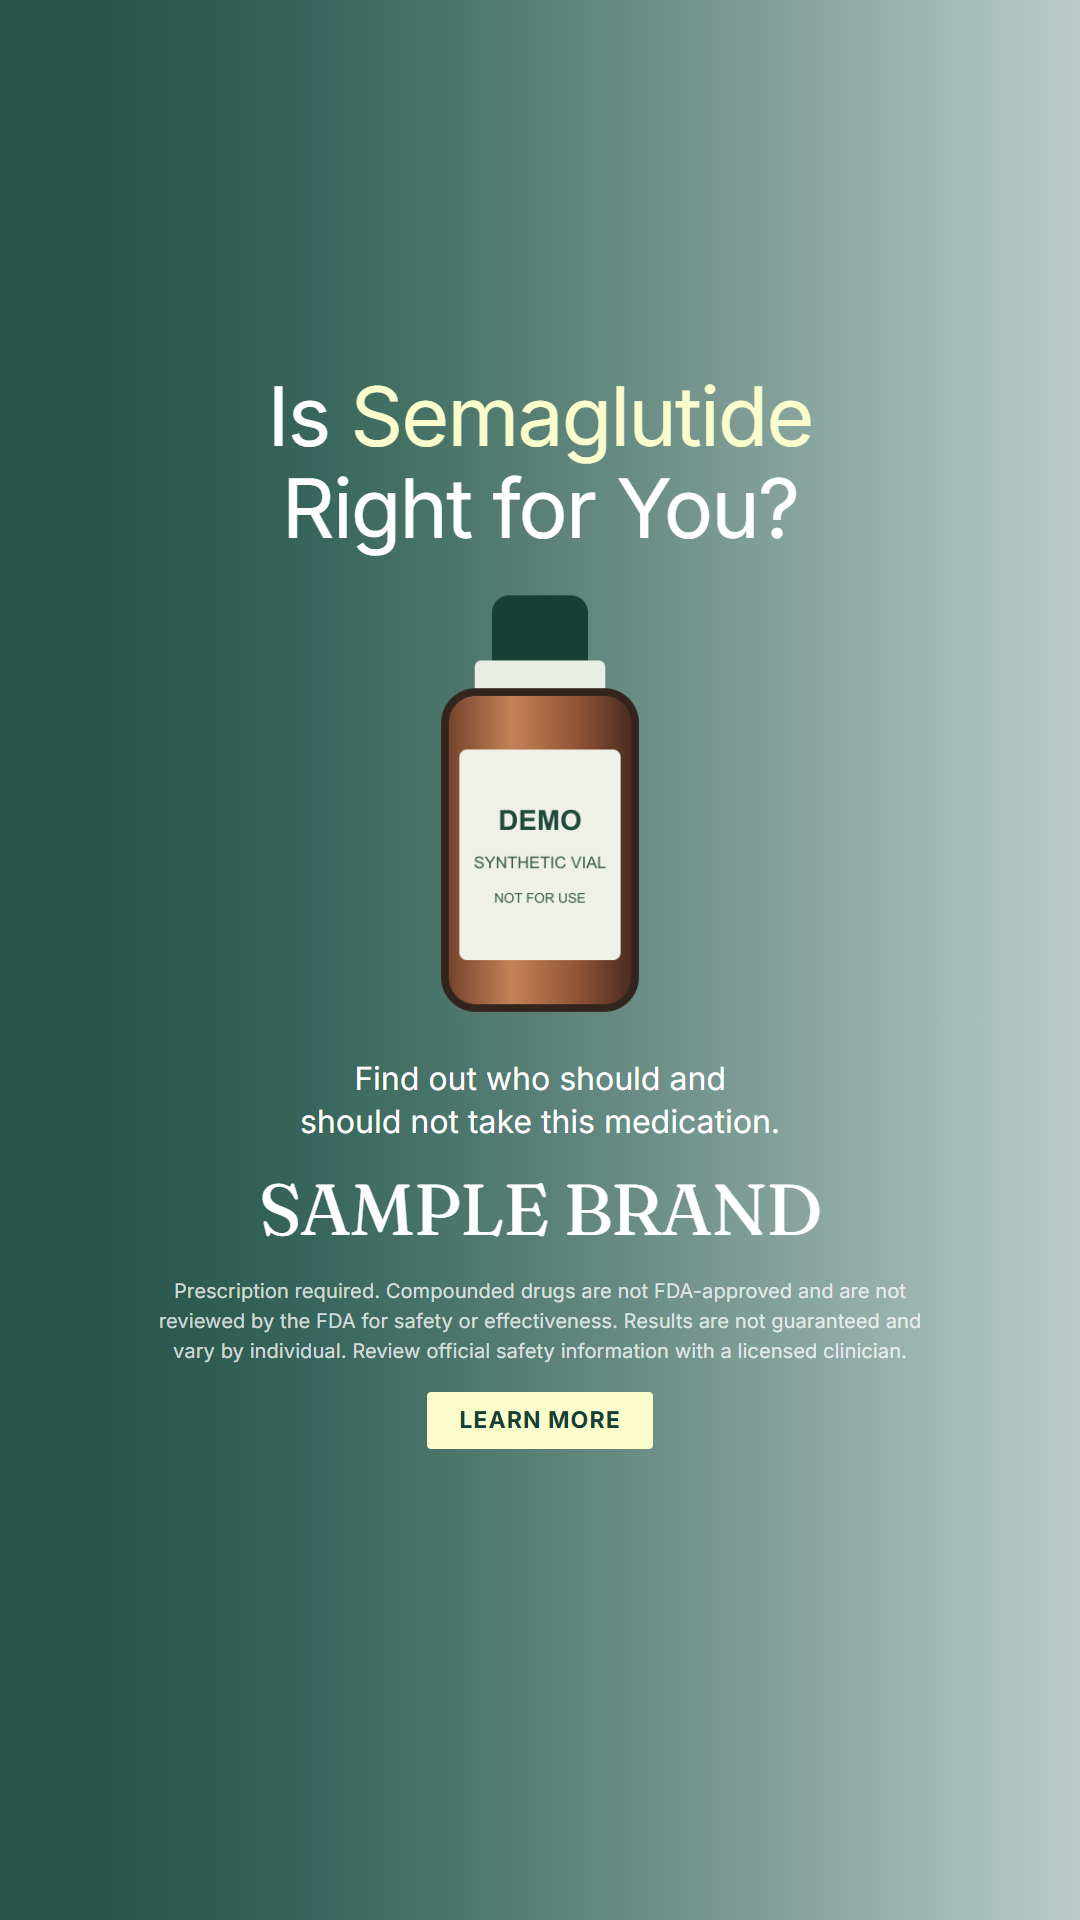 Is Semaglutide
Right for You?
DEMO
SYNTHETIC VIAL
NOT FOR USE
Find out who should and
should not take this medication.
SAMPLE BRAND
Prescription required. Compounded drugs are not FDA-approved and are not
reviewed by the FDA for safety or effectiveness. Results are not guaranteed and
vary by individual. Review official safety information with a licensed clinician.
LEARN MORE